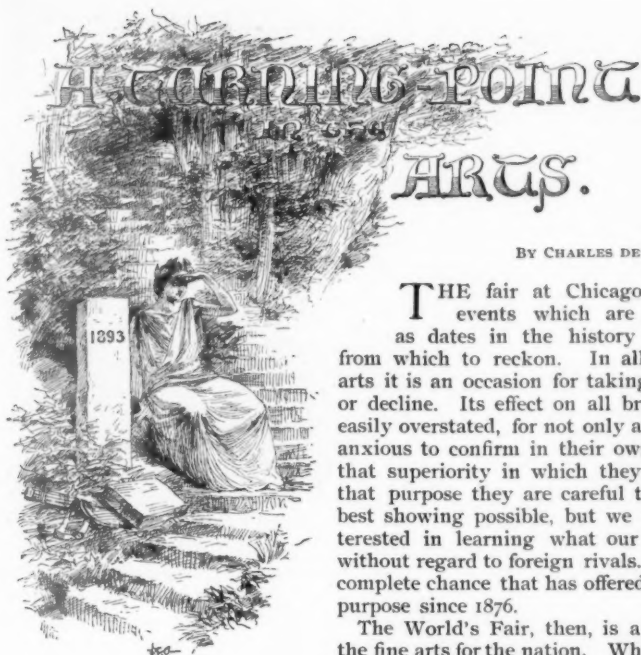 A TURNING-POINT
IN THE
ARTS.
BY CHARLES DE
THE fair at Chicago
events which are
as dates in the history
from which to reckon. In all
arts it is an occasion for taking
or decline. Its effect on all br
easily overstated, for not only a
anxious to confirm in their ow
that superiority in which they
that purpose they are careful t
best showing possible, but we
terested in learning what our
without regard to foreign rivals.
complete chance that has offered
purpose since 1876.
The World's Fair, then, is a
the fine arts for the nation. Wh
1893